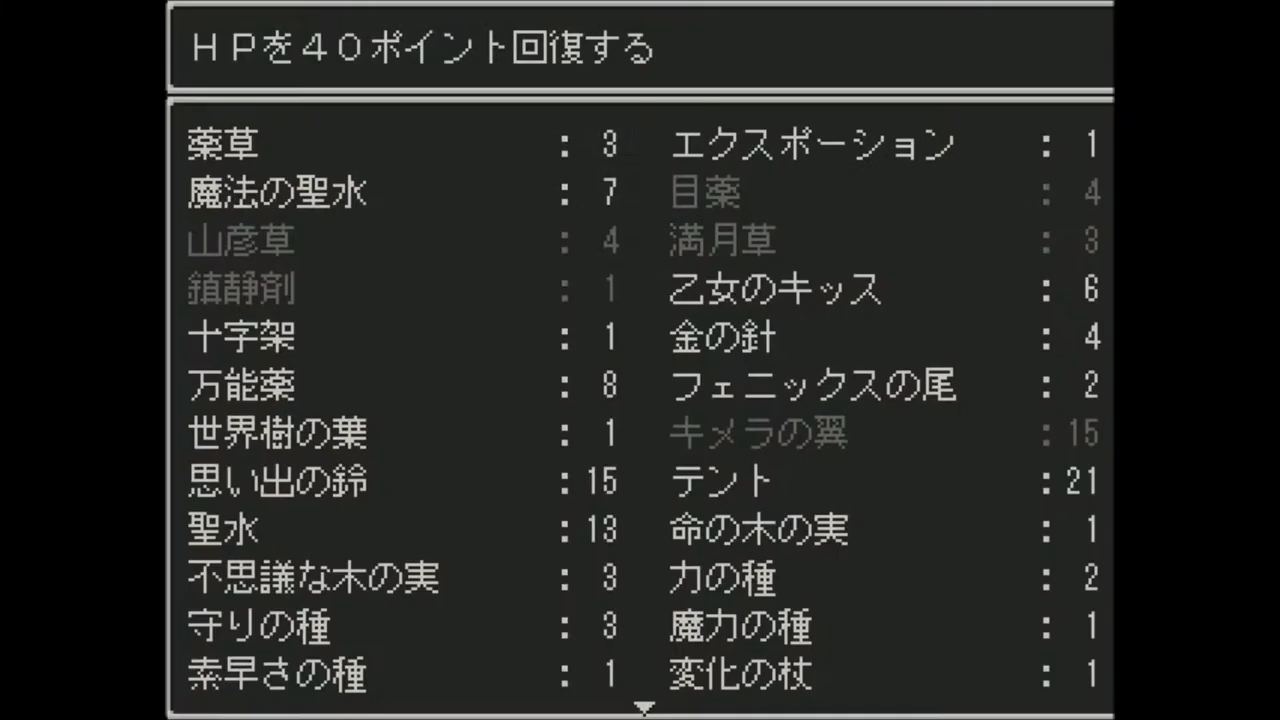 ＨＰを４０ポイント回復する
薬草 : 3 エクスポーション : 1
魔法の聖水 : 7 目薬 : 4
山彦草 : 4 満月草 : 3
鎮静剤 : 1 乙女のキッス : 6
十字架 : 1 金の針 : 4
万能薬 : 8 フェニックスの尾 : 2
世界樹の葉 : 1 キメラの翼 : 15
思い出の鈴 : 15 テント : 21
聖水 : 13 命の木の実 : 1
不思議な木の実 : 3 力の種 : 2
守りの種 : 3 魔力の種 : 1
素早さの種 : 1 変化の杖 : 1